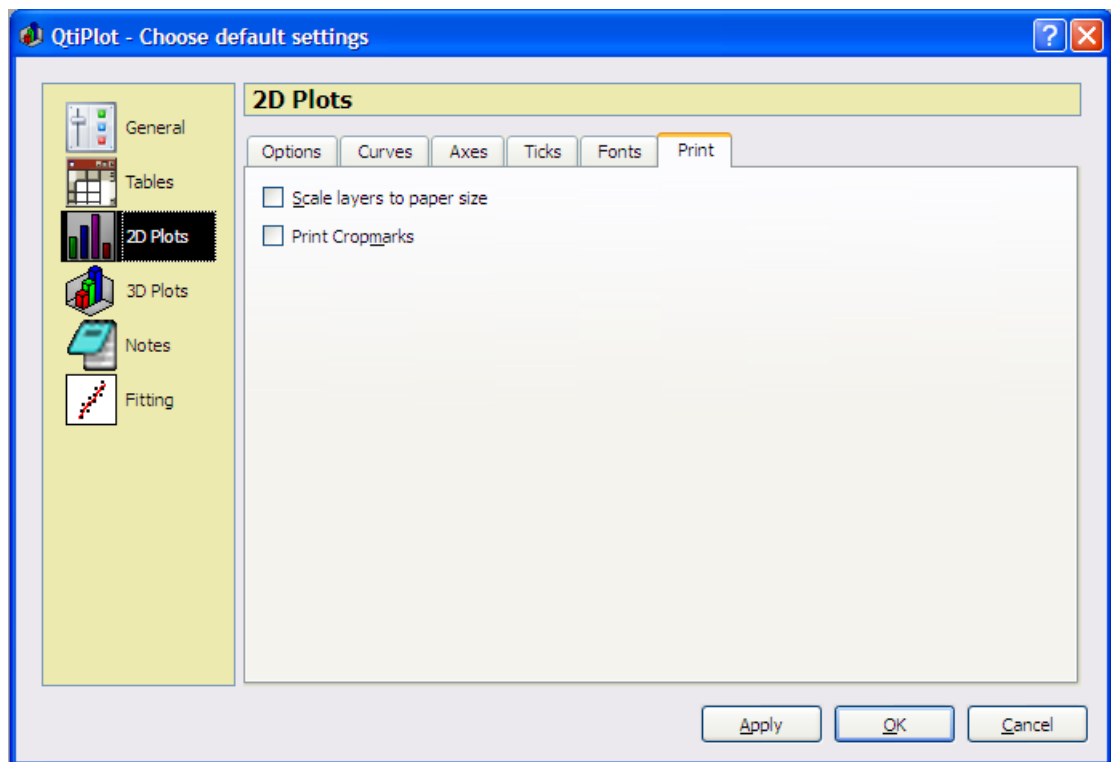 QtiPlot - Choose default settings
General
Tables
2D Plots
3D Plots
Notes
Fitting
2D Plots
Options Curves Axes Ticks Fonts Print
Scale layers to paper size
Print Cropmarks
Apply OK Cancel